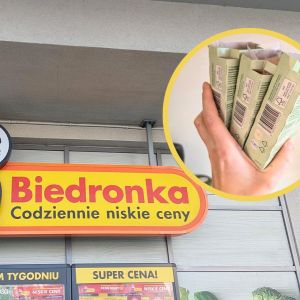 Biedronka
Codziennie niskie ceny
M TYGODNIU
SUPER CENA!